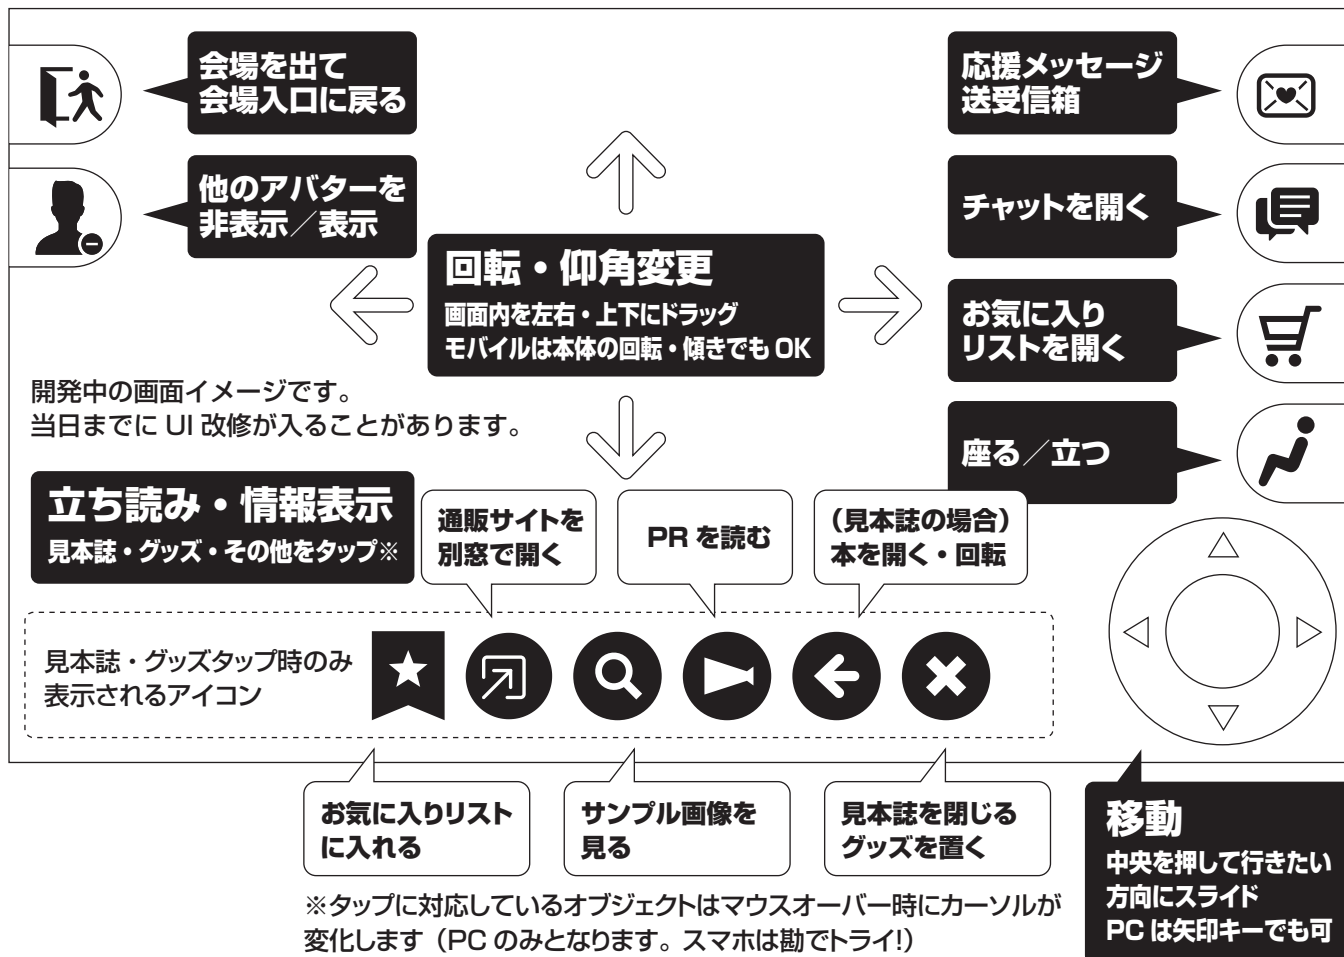 会場を出て
会場入口に戻る
他のアバターを
非表示／表示
応援メッセージ
送受信箱
チャットを開く
お気に入り
リストを開く
座る／立つ
回転・仰角変更
画面内を左右・上下にドラッグ
モバイルは本体の回転・傾きでも OK
開発中の画面イメージです。
当日までに UI 改修が入ることがあります。
立ち読み・情報表示
見本誌・グッズ・その他をタップ※
通販サイトを
別窓で開く
PR を読む
（見本誌の場合）
本を開く・回転
見本誌・グッズタップ時のみ
表示されるアイコン
お気に入りリスト
に入れる
サンプル画像を
見る
見本誌を閉じる
グッズを置く
移動
中央を押して行きたい
方向にスライド
PC は矢印キーでも可
※タップに対応しているオブジェクトはマウスオーバー時にカーソルが
変化します（PC のみとなります。スマホは勘でトライ!）